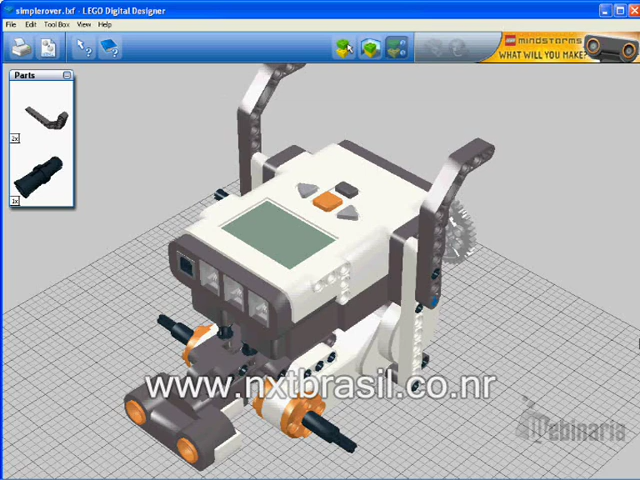 simplerover.lxf - LEGO Digital Designer
File Edit Tool Box View Help
LEGO mindstorms
WHAT WILL YOU MAKE?
Parts
2x
3x
www.nxtbrasil.co.nr
Webinaria